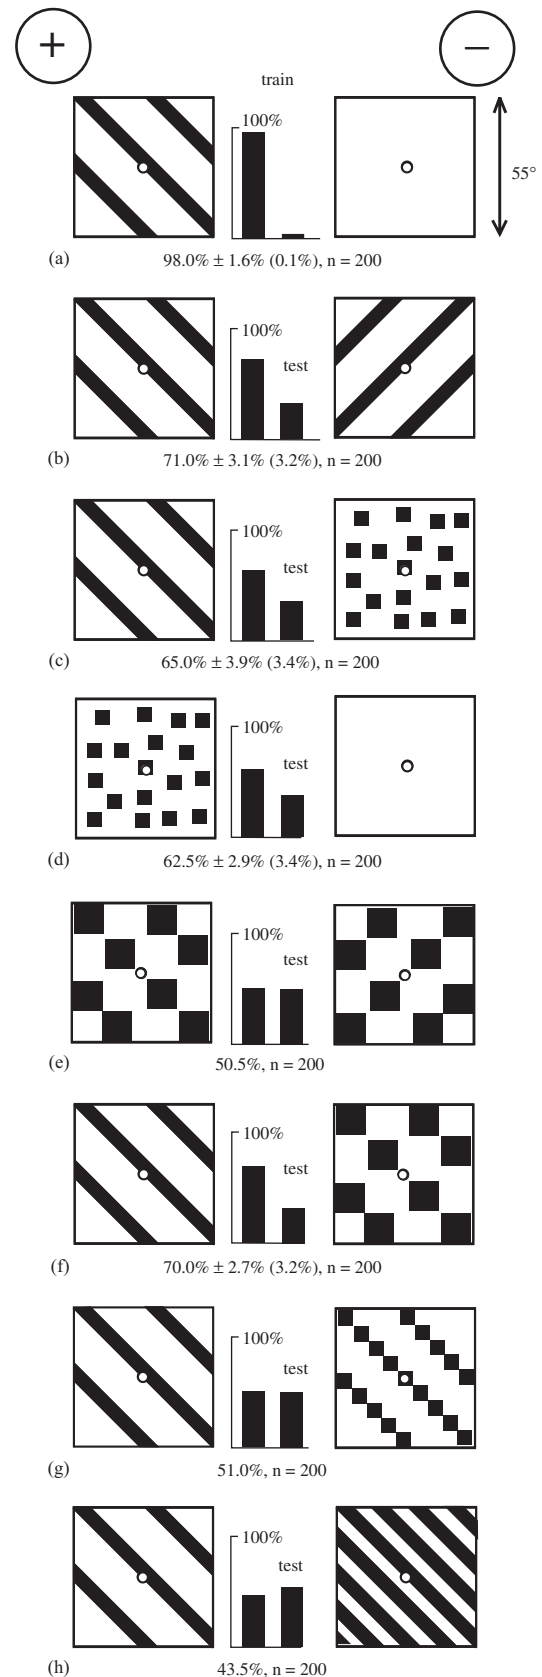 + −
train
100%
55°
(a) 98.0% ± 1.6% (0.1%), n = 200
100%
test
(b) 71.0% ± 3.1% (3.2%), n = 200
100%
test
(c) 65.0% ± 3.9% (3.4%), n = 200
100%
test
(d) 62.5% ± 2.9% (3.4%), n = 200
100%
test
(e) 50.5%, n = 200
100%
test
(f) 70.0% ± 2.7% (3.2%), n = 200
100%
test
(g) 51.0%, n = 200
100%
test
(h) 43.5%, n = 200